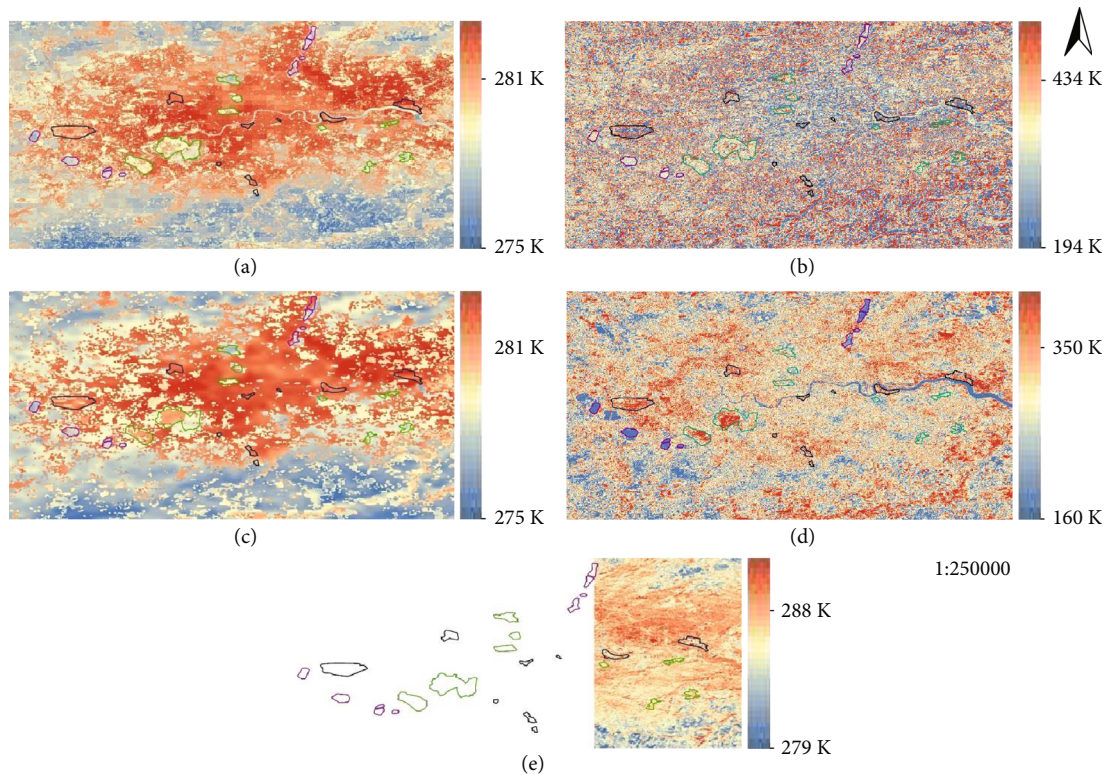 281 K
275 K
(a)
434 K
194 K
(b)
281 K
275 K
(c)
350 K
160 K
(d)
1:250000
288 K
279 K
(e)